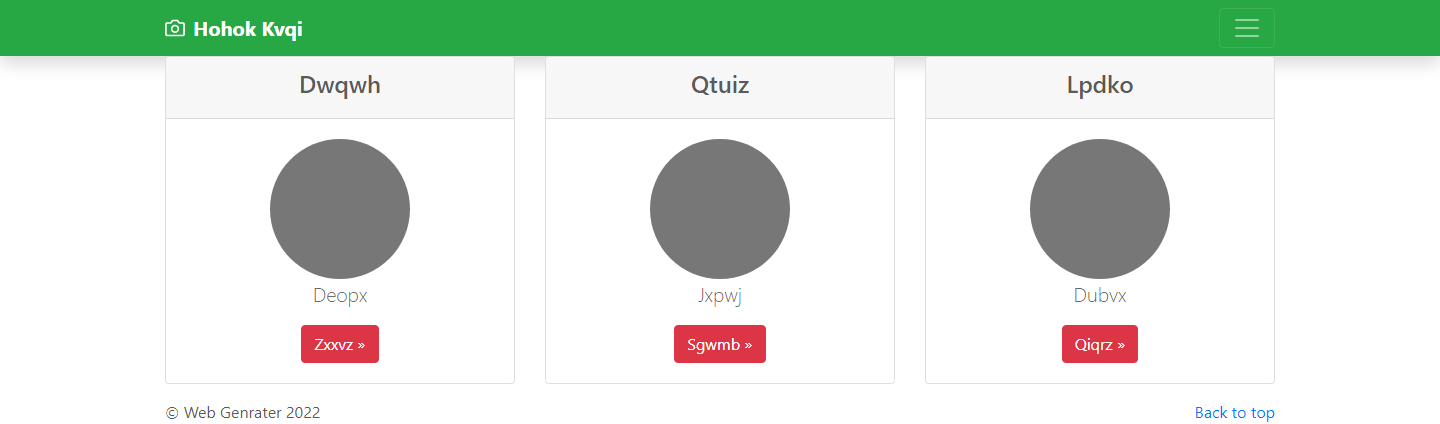 Hohok Kvqi
Dwqwh
Qtuiz
Lpdko
Deopx
Jxpwj
Dubvx
Zxxvz »
Sgwmb »
Qiqrz »
© Web Genrater 2022
Back to top